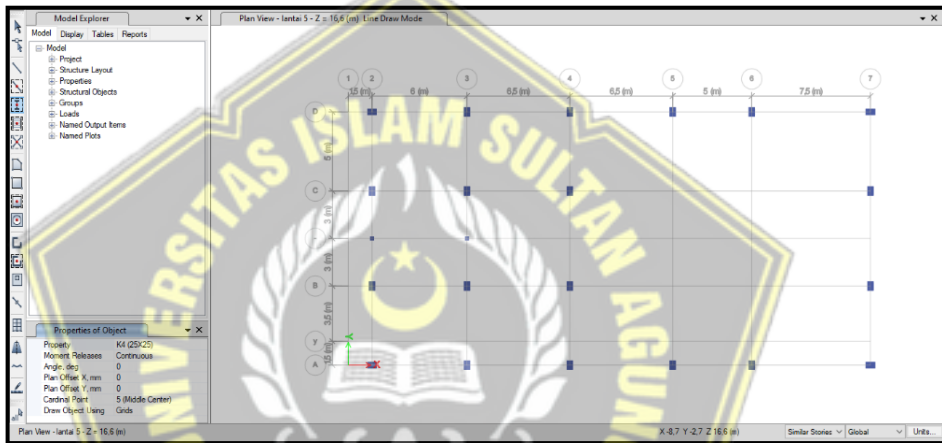 Model Explorer
Model Display Tables Reports
Model
Project
Structure Layout
Properties
Structural Objects
Groups
Loads
Named Output Items
Named Plots
Properties of Object
Property K4 (25X25)
Moment Releases Continuous
Angle, deg 0
Plan Offset X, mm 0
Plan Offset Y, mm 0
Cardinal Point 5 (Middle Center)
Draw Object Using Grids
Plan View - lantai 5 - Z = 16,6 (m) Line Draw Mode
1 2 3 4 5 6 7
1,5 (m) 6 (m) 6,5 (m) 6,5 (m) 5 (m) 7,5 (m)
D
5 (m)
C
3 (m)
3 (m)
B
3,5 (m)
y
1,5 (m)
A
X
UNIVERSITAS ISLAM SULTAN AGUNG
Plan View - lantai 5 - Z = 16,6 (m)
X -8,7 Y -2,7 Z 16,6 (m)
Similar Stories
Global
Units...